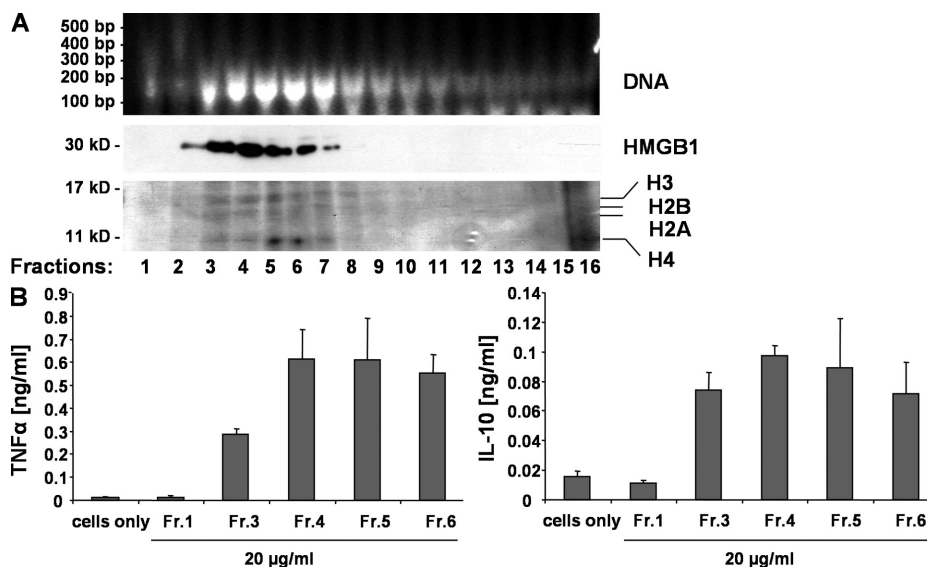 A
500 bp -
400 bp -
300 bp -
200 bp -
100 bp -
DNA
30 kD -
HMGB1
17 kD -
11 kD -
H3
H2B
H2A
H4
Fractions: 1 2 3 4 5 6 7 8 9 10 11 12 13 14 15 16
B
TNFα [ng/ml]
0.9
0.8
0.7
0.6
0.5
0.4
0.3
0.2
0.1
0
cells only Fr.1 Fr.3 Fr.4 Fr.5 Fr.6
20 µg/ml
IL-10 [ng/ml]
0.14
0.12
0.1
0.08
0.06
0.04
0.02
0
cells only Fr.1 Fr.3 Fr.4 Fr.5 Fr.6
20 µg/ml